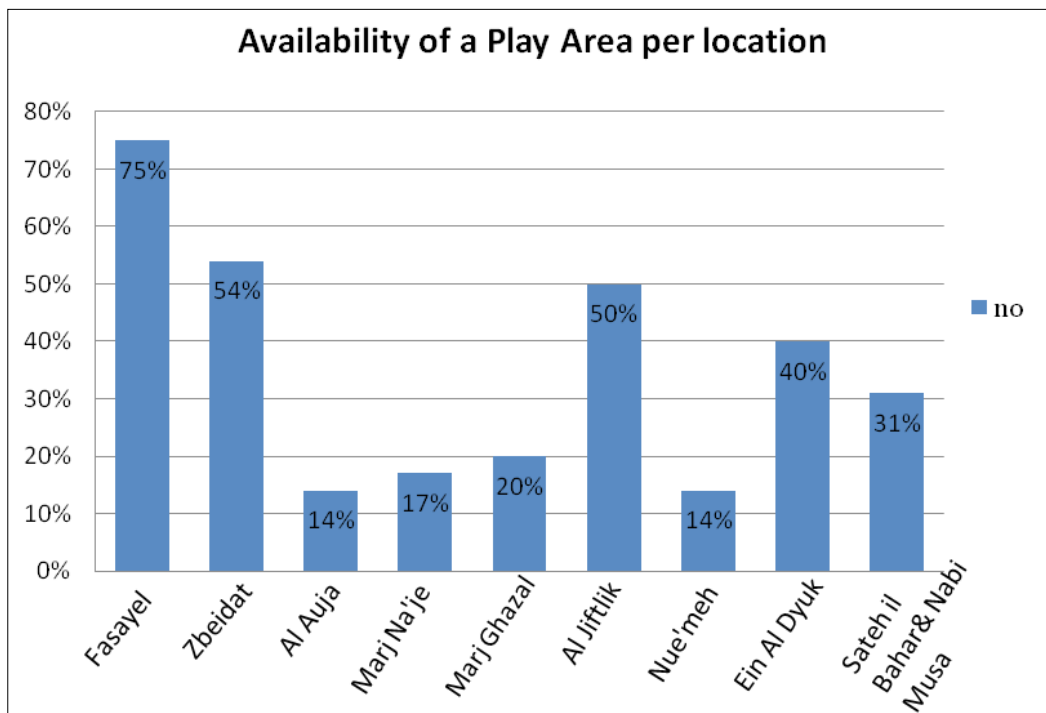 Availability of a Play Area per location
80%
70%
60%
50%
40%
30%
20%
10%
0%
75%
54%
14%
17%
20%
50%
14%
40%
31%
no
Fasayel
Zbeidat
Al Auja
Marj Na'je
Marj Ghazal
Al Jiftlik
Nue'meh
Ein Al Dyuk
Sateh il
Bahar& Nabi
Musa